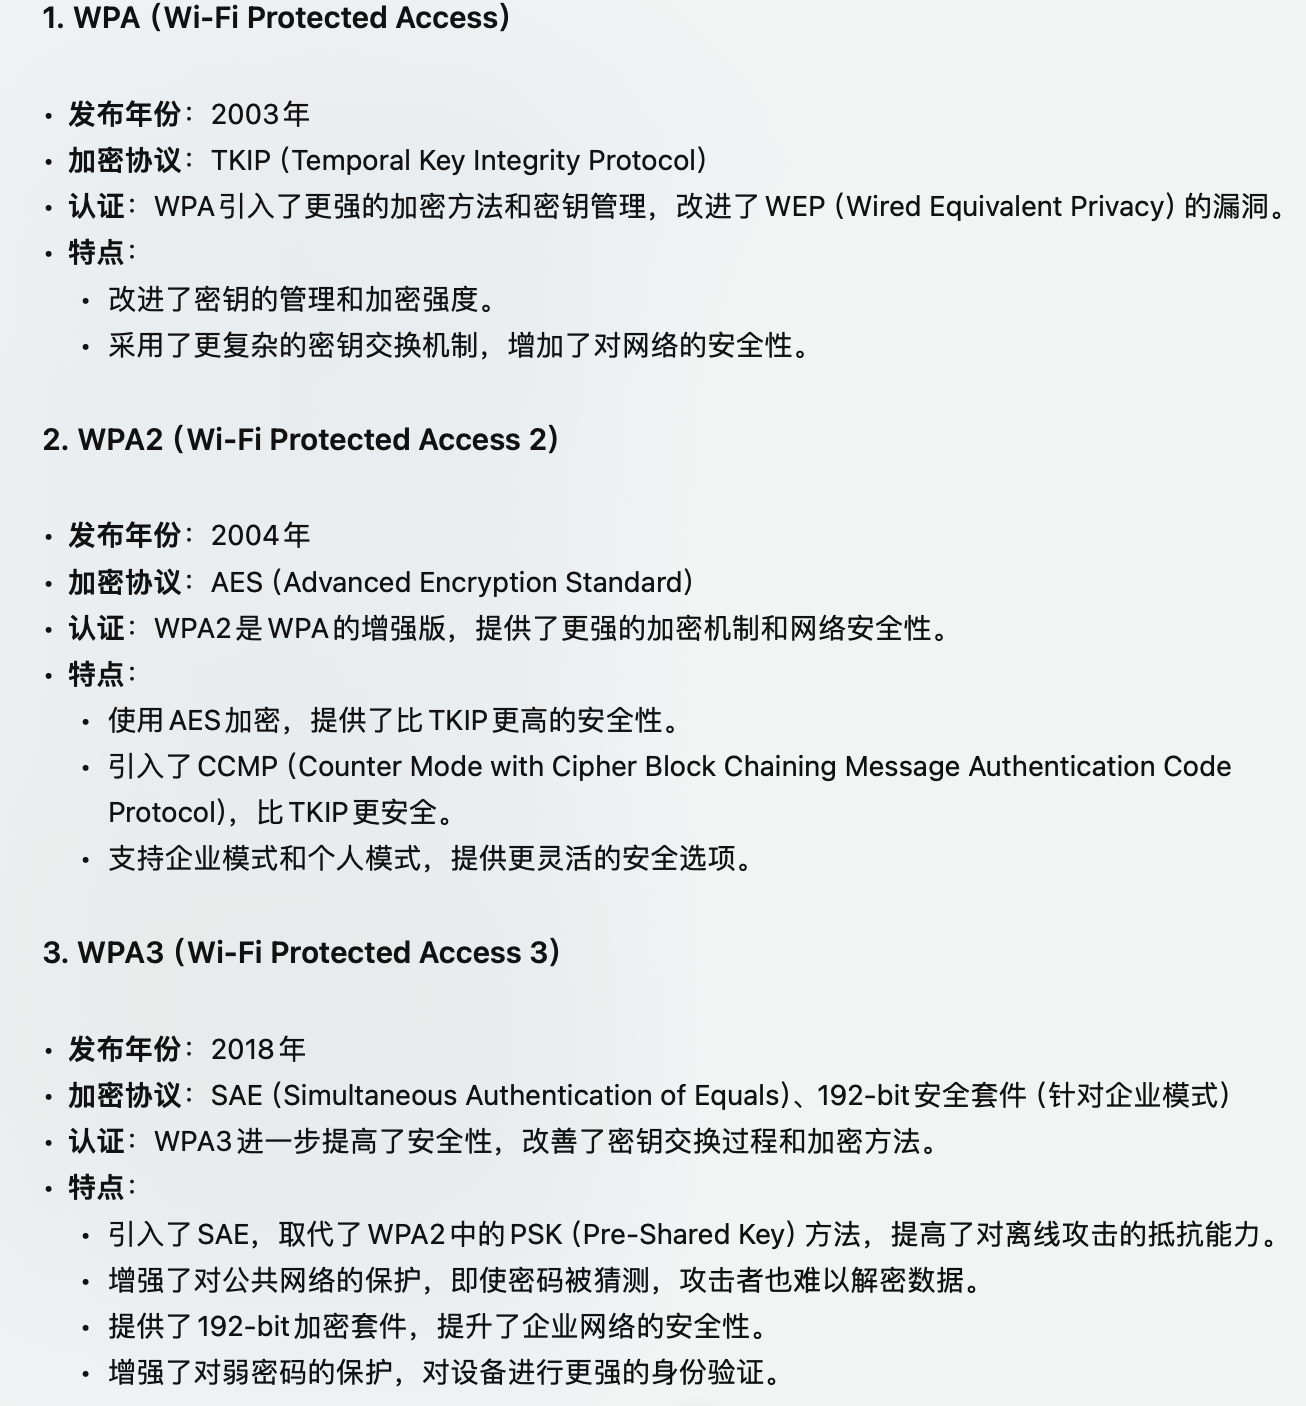 1. WPA（Wi-Fi Protected Access）
• 发布年份：2003年
• 加密协议：TKIP（Temporal Key Integrity Protocol）
• 认证：WPA引入了更强的加密方法和密钥管理，改进了WEP（Wired Equivalent Privacy）的漏洞。
• 特点：
• 改进了密钥的管理和加密强度。
• 采用了更复杂的密钥交换机制，增加了对网络的安全性。
2. WPA2（Wi-Fi Protected Access 2）
• 发布年份：2004年
• 加密协议：AES（Advanced Encryption Standard）
• 认证：WPA2是WPA的增强版，提供了更强的加密机制和网络安全性。
• 特点：
• 使用AES加密，提供了比TKIP更高的安全性。
• 引入了CCMP（Counter Mode with Cipher Block Chaining Message Authentication Code
Protocol），比TKIP更安全。
• 支持企业模式和个人模式，提供更灵活的安全选项。
3. WPA3（Wi-Fi Protected Access 3）
• 发布年份：2018年
• 加密协议：SAE（Simultaneous Authentication of Equals）、192-bit安全套件（针对企业模式）
• 认证：WPA3进一步提高了安全性，改善了密钥交换过程和加密方法。
• 特点：
• 引入了SAE，取代了WPA2中的PSK（Pre-Shared Key）方法，提高了对离线攻击的抵抗能力。
• 增强了对公共网络的保护，即使密码被猜测，攻击者也难以解密数据。
• 提供了192-bit加密套件，提升了企业网络的安全性。
• 增强了对弱密码的保护，对设备进行更强的身份验证。